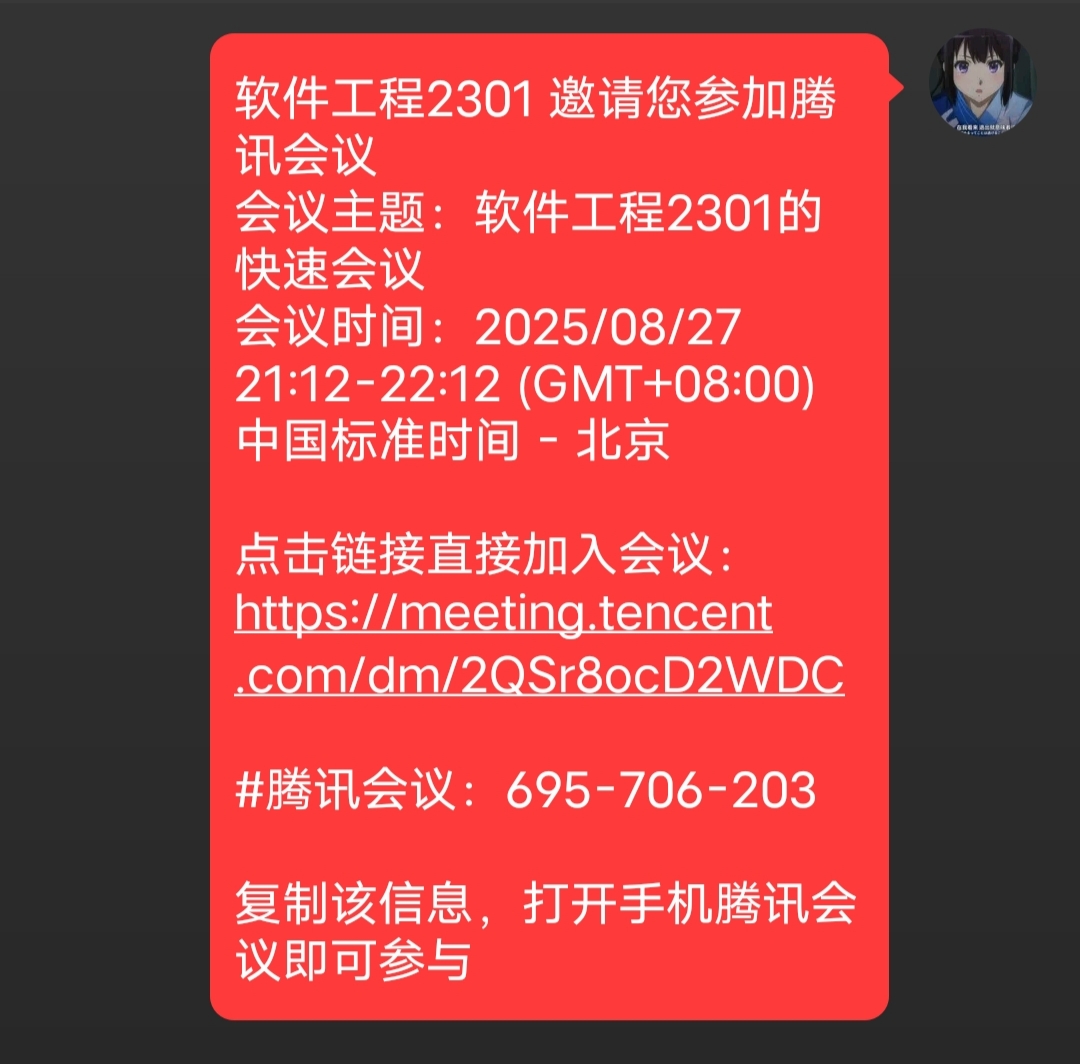 软件工程2301 邀请您参加腾
讯会议
会议主题：软件工程2301的
快速会议
会议时间：2025/08/27
21:12-22:12 (GMT+08:00)
中国标准时间 - 北京
点击链接直接加入会议：
https://meeting.tencent
.com/dm/2QSr8ocD2WDC
#腾讯会议：695-706-203
复制该信息，打开手机腾讯会
议即可参与